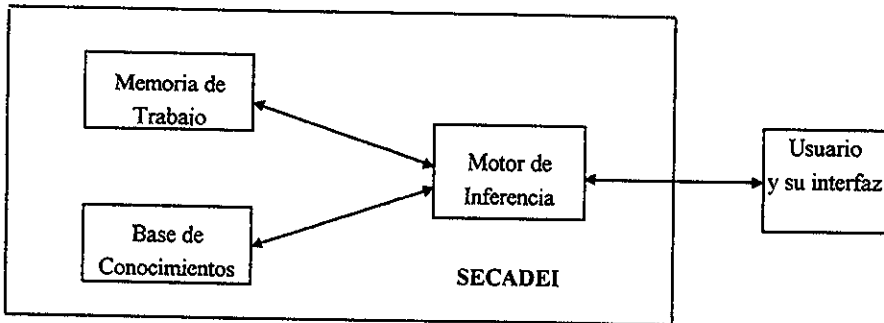 Memoria de
Trabajo
Motor de
Inferencia
Usuario
y su interfaz
Base de
Conocimientos
SECADEI